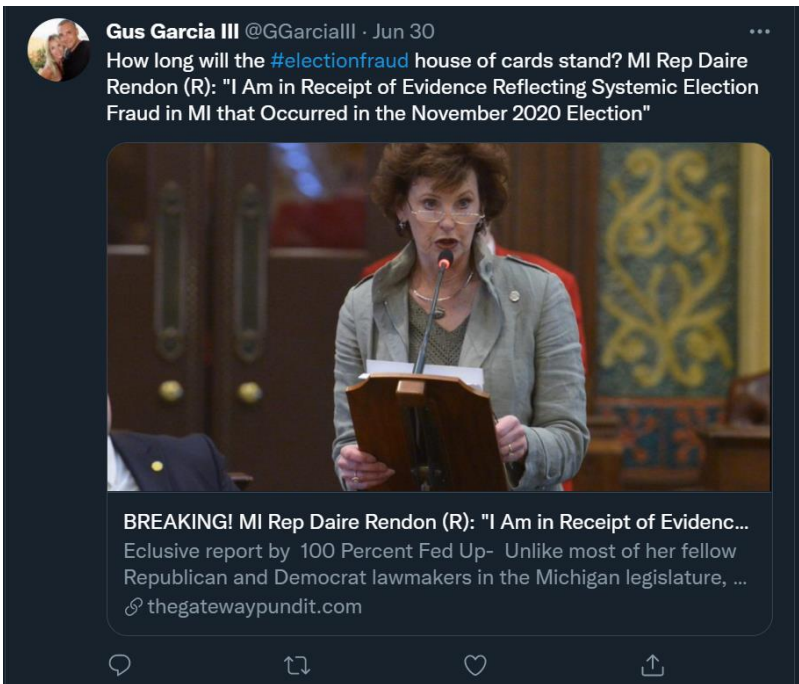 Gus Garcia III @GGarciaIII · Jun 30
How long will the #electionfraud house of cards stand? MI Rep Daire
Rendon (R): "I Am in Receipt of Evidence Reflecting Systemic Election
Fraud in MI that Occurred in the November 2020 Election"
BREAKING! MI Rep Daire Rendon (R): "I Am in Receipt of Evidenc...
Eclusive report by  100 Percent Fed Up-  Unlike most of her fellow
Republican and Democrat lawmakers in the Michigan legislature, ...
thegatewaypundit.com